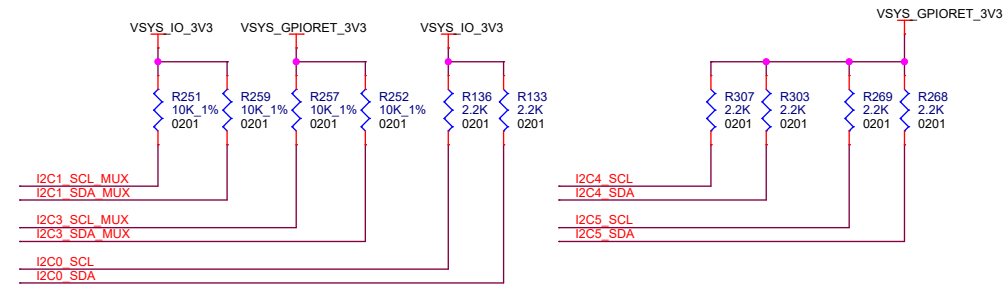 VSYS_IO_3V3
VSYS_GPIORET_3V3
VSYS_IO_3V3
VSYS_GPIORET_3V3
R251
10K_1%
0201
R259
10K_1%
0201
R257
10K_1%
0201
R252
10K_1%
0201
R136
2.2K
0201
R133
2.2K
0201
R307
2.2K
0201
R303
2.2K
0201
R269
2.2K
0201
R268
2.2K
0201
I2C1_SCL_MUX
I2C1_SDA_MUX
I2C3_SCL_MUX
I2C3_SDA_MUX
I2C0_SCL
I2C0_SDA
I2C4_SCL
I2C4_SDA
I2C5_SCL
I2C5_SDA